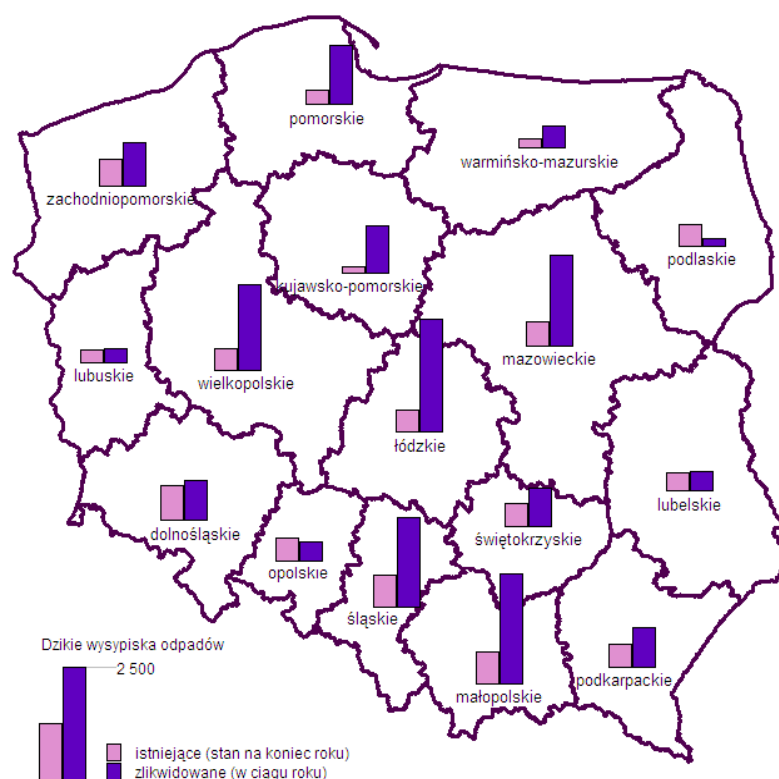 pomorskie
warmińsko-mazurskie
zachodniopomorskie
podlaskie
kujawsko-pomorskie
mazowieckie
lubuskie
wielkopolskie
łódzkie
lubelskie
dolnośląskie
świętokrzyskie
opolskie
śląskie
małopolskie
podkarpackie
Dzikie wysypiska odpadów
2 500
istniejące (stan na koniec roku)
zlikwidowane (w ciągu roku)